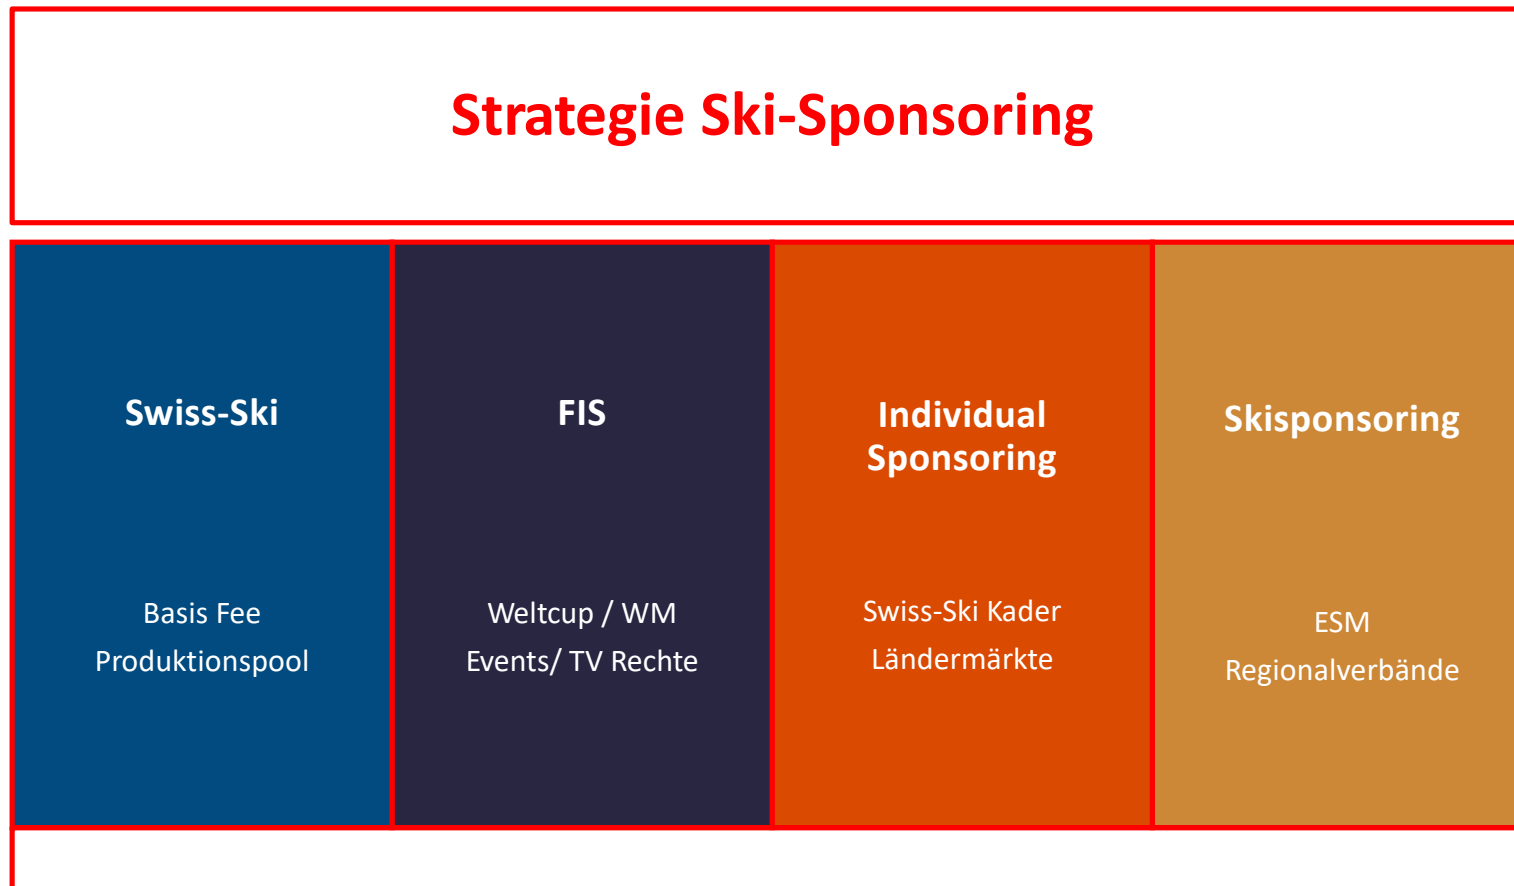 Strategie Ski-Sponsoring
Swiss-Ski
Basis Fee
Produktionspool
FIS
Weltcup / WM
Events/ TV Rechte
Individual
Sponsoring
Swiss-Ski Kader
Ländermärkte
Skisponsoring
ESM
Regionalverbände